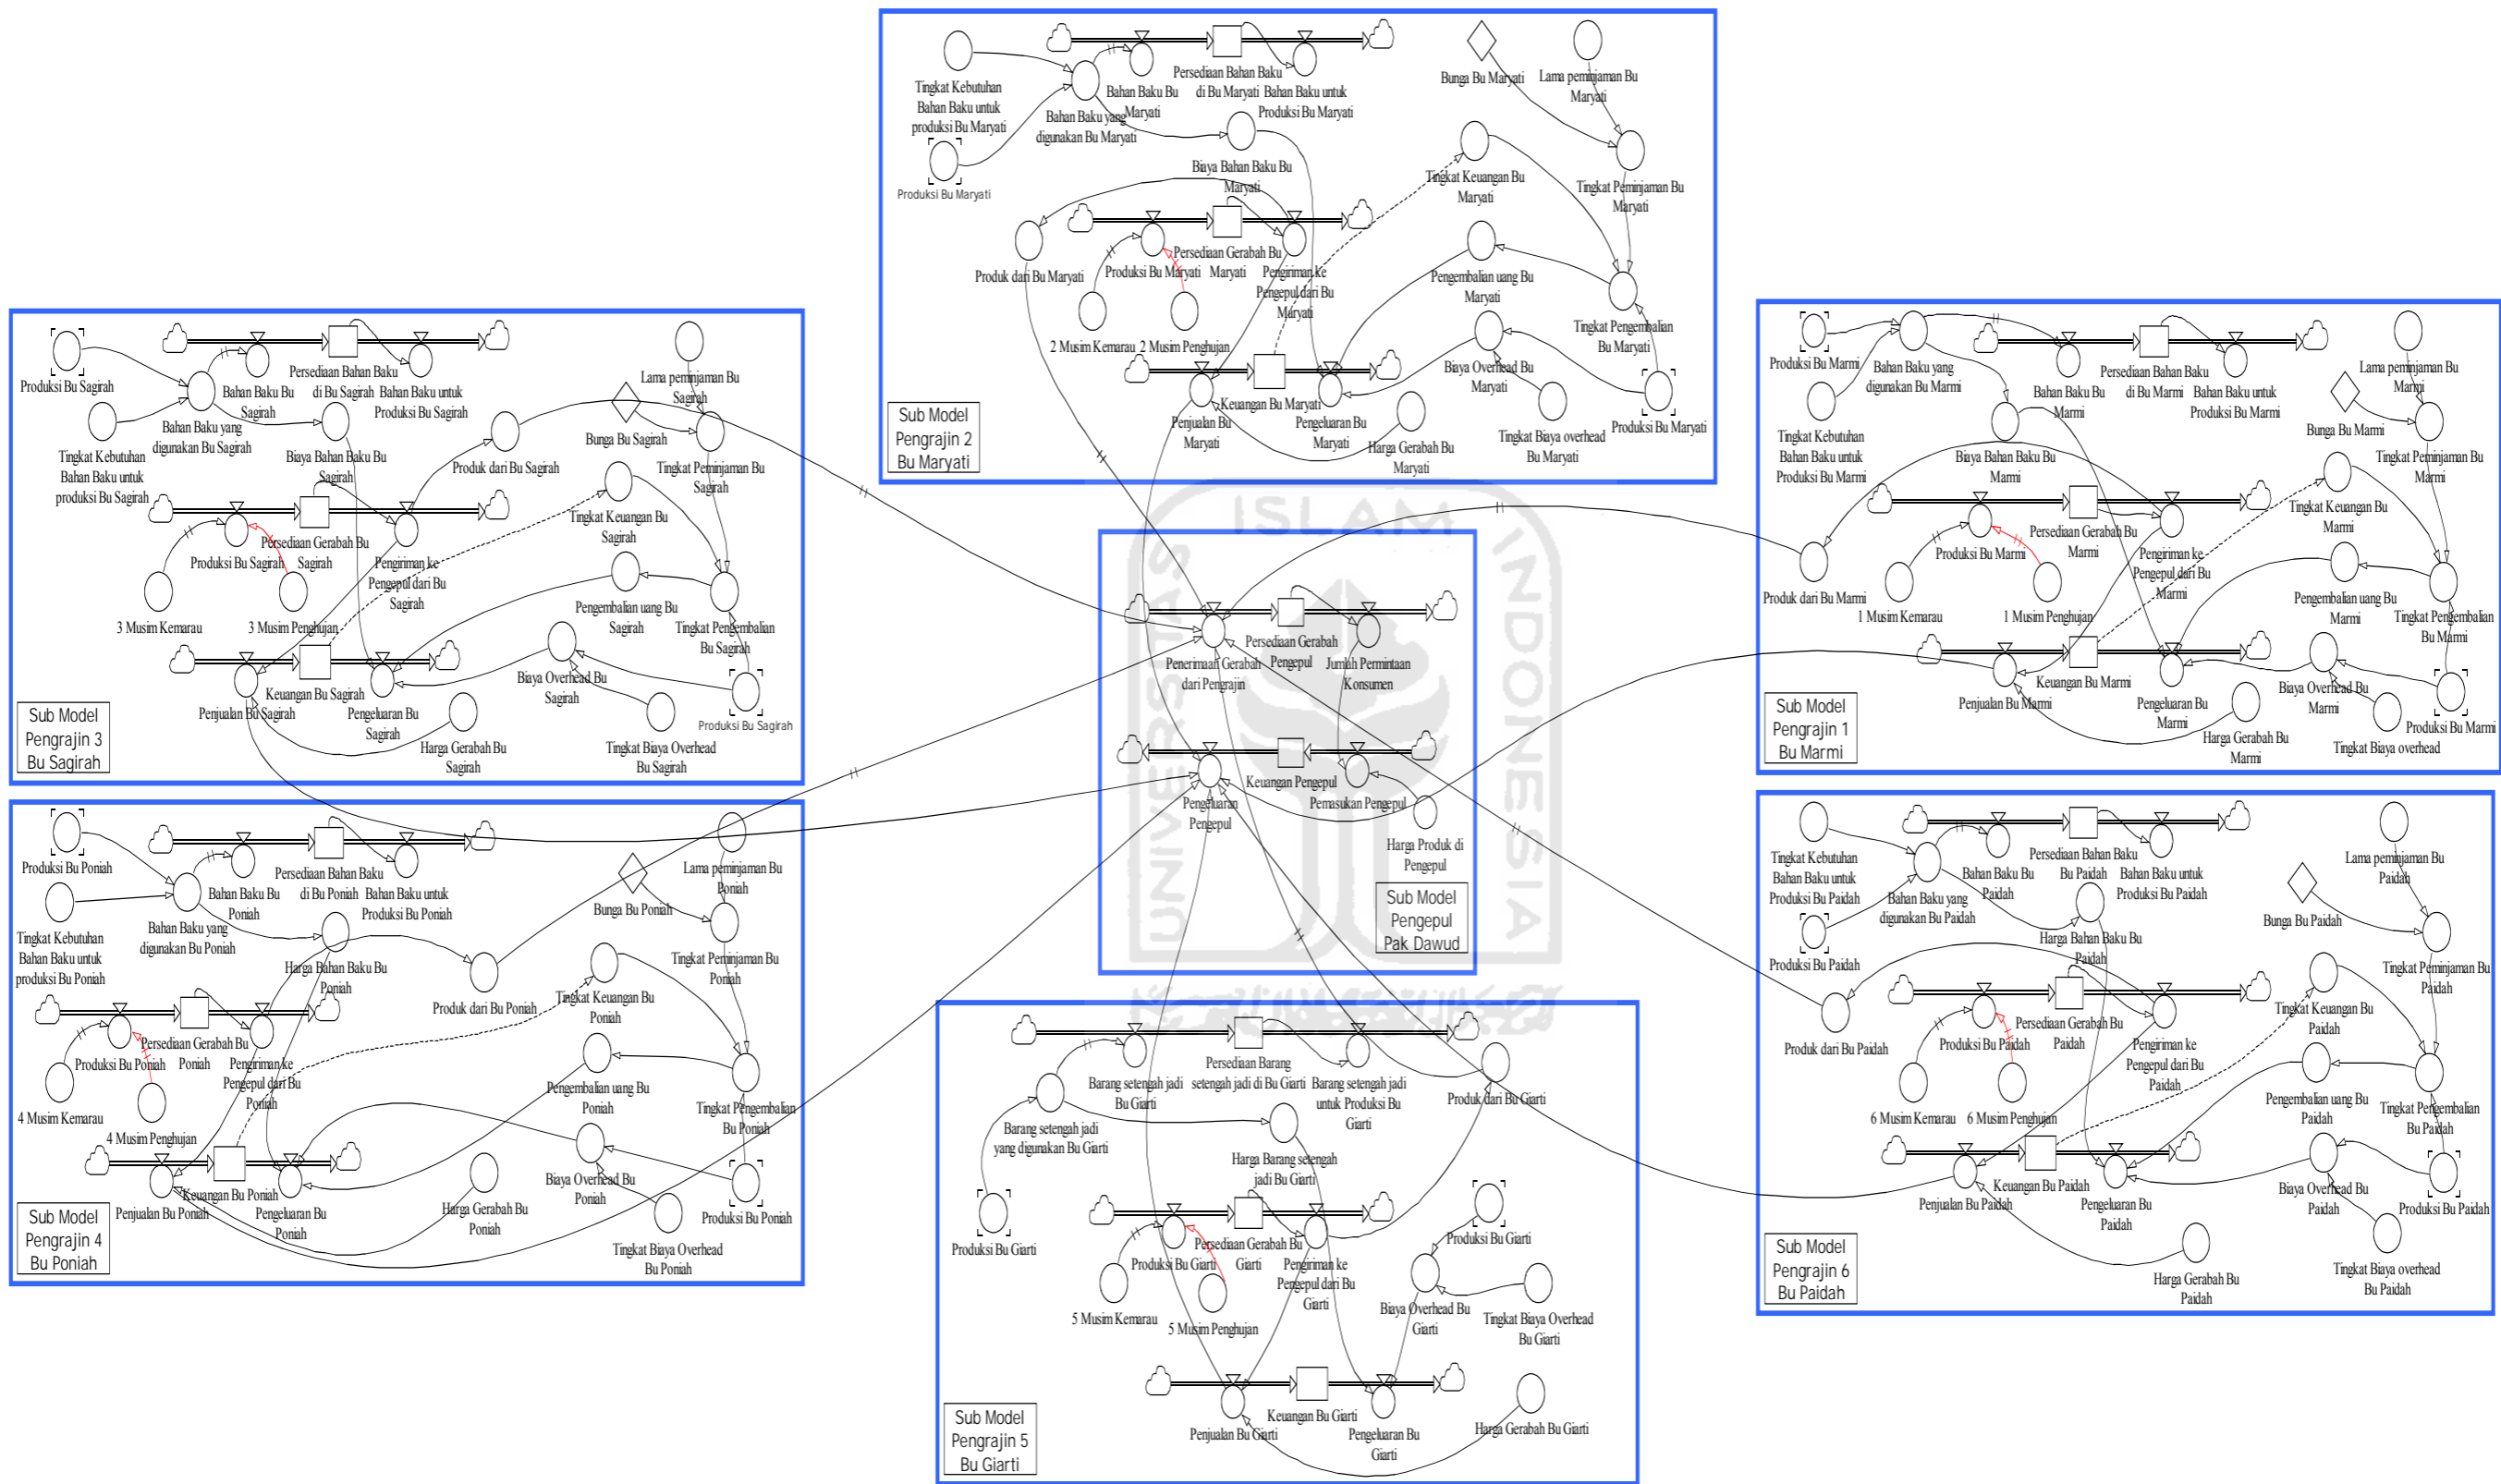 Tingkat Kebutuhan
Bahan Baku untuk
produksi Bu Maryati
Produksi Bu Maryati
Bahan Baku yang
digunakan Bu Maryati
Bahan Baku Bu
Maryati
Persediaan Bahan Baku
di Bu Maryati
Bahan Baku untuk
Produksi Bu Maryati
Biaya Bahan Baku Bu
Maryati
Bunga Bu Maryati
Lama peminjaman Bu
Maryati
Tingkat Keuangan Bu
Maryati
Tingkat Peminjaman Bu
Maryati
Produk dari Bu Maryati
Produksi Bu Maryati
Persediaan Gerabah Bu
Maryati
Pengiriman ke
Pengepul dari Bu
Maryati
Pengembalian uang Bu
Maryati
Tingkat Pengembalian
Bu Maryati
2 Musim Kemarau
2 Musim Penghujan
Biaya Overhead Bu
Maryati
Keuangan Bu Maryati
Penjualan Bu
Maryati
Pengeluaran Bu
Maryati
Harga Gerabah Bu
Maryati
Tingkat Biaya overhead
Bu Maryati
Produksi Bu Maryati
Sub Model
Pengrajin 2
Bu Maryati
Produksi Bu Sagirah
Tingkat Kebutuhan
Bahan Baku untuk
produksi Bu Sagirah
Bahan Baku yang
digunakan Bu Sagirah
Bahan Baku Bu
Sagirah
Persediaan Bahan Baku
di Bu Sagirah
Bahan Baku untuk
Produksi Bu Sagirah
Biaya Bahan Baku Bu
Sagirah
Produk dari Bu Sagirah
Lama peminjaman Bu
Sagirah
Bunga Bu Sagirah
Tingkat Peminjaman Bu
Sagirah
Tingkat Keuangan Bu
Sagirah
Produksi Bu Sagirah
Persediaan Gerabah Bu
Sagirah
Pengiriman ke
Pengepul dari Bu
Sagirah
3 Musim Kemarau
3 Musim Penghujan
Pengembalian uang Bu
Sagirah
Tingkat Pengembalian
Bu Sagirah
Keuangan Bu Sagirah
Penjualan Bu Sagirah
Pengeluaran Bu
Sagirah
Harga Gerabah Bu
Sagirah
Biaya Overhead Bu
Sagirah
Tingkat Biaya Overhead
Bu Sagirah
Produksi Bu Sagirah
Sub Model
Pengrajin 3
Bu Sagirah
Produksi Bu Marmi
Tingkat Kebutuhan
Bahan Baku untuk
Produksi Bu Marmi
Bahan Baku yang
digunakan Bu Marmi
Bahan Baku Bu
Marmi
Persediaan Bahan Baku
di Bu Marmi
Bahan Baku untuk
Produksi Bu Marmi
Biaya Bahan Baku Bu
Marmi
Lama peminjaman Bu
Marmi
Bunga Bu Marmi
Tingkat Peminjaman Bu
Marmi
Tingkat Keuangan Bu
Marmi
Produksi Bu Marmi
Persediaan Gerabah Bu
Marmi
Pengiriman ke
Pengepul dari Bu
Marmi
Produk dari Bu Marmi
1 Musim Kemarau
1 Musim Penghujan
Pengembalian uang Bu
Marmi
Tingkat Pengembalian
Bu Marmi
Keuangan Bu Marmi
Penjualan Bu Marmi
Pengeluaran Bu
Marmi
Biaya Overhead Bu
Marmi
Harga Gerabah Bu
Marmi
Tingkat Biaya overhead
Produksi Bu Marmi
Sub Model
Pengrajin 1
Bu Marmi
UNIVERSITAS
ISLAM
INDONESIA
Penerimaan Gerabah
dari Pengrajin
Persediaan Gerabah
Pengepul
Jumlah Permintaan
Konsumen
Keuangan Pengepul
Pengeluaran
Pengepul
Pemasukan Pengepul
Harga Produk di
Pengepul
Sub Model
Pengepul
Pak Dawud
Produksi Bu Poniah
Tingkat Kebutuhan
Bahan Baku untuk
produksi Bu Poniah
Bahan Baku yang
digunakan Bu Poniah
Bahan Baku Bu
Poniah
Persediaan Bahan Baku
di Bu Poniah
Bahan Baku untuk
Produksi Bu Poniah
Harga Bahan Baku Bu
Poniah
Produk dari Bu Poniah
Lama peminjaman Bu
Poniah
Bunga Bu Poniah
Tingkat Peminjaman Bu
Poniah
Tingkat Keuangan Bu
Poniah
Produksi Bu Poniah
Persediaan Gerabah Bu
Poniah
Pengiriman ke
Pengepul dari Bu
Poniah
4 Musim Kemarau
4 Musim Penghujan
Pengembalian uang Bu
Poniah
Tingkat Pengembalian
Bu Poniah
Keuangan Bu Poniah
Penjualan Bu Poniah
Pengeluaran Bu
Poniah
Harga Gerabah Bu
Poniah
Biaya Overhead Bu
Poniah
Tingkat Biaya Overhead
Bu Poniah
Produksi Bu Poniah
Sub Model
Pengrajin 4
Bu Poniah
Barang setengah jadi
Bu Giarti
Persediaan Barang
setengah jadi di Bu Giarti
Barang setengah jadi
untuk Produksi Bu
Giarti
Produk dari Bu Giarti
Barang setengah jadi
yang digunakan Bu Giarti
Harga Barang setengah
jadi Bu Giarti
Produksi Bu Giarti
Produksi Bu Giarti
Persediaan Gerabah Bu
Giarti
Pengiriman ke
Pengepul dari Bu
Giarti
Produksi Bu Giarti
5 Musim Kemarau
5 Musim Penghujan
Biaya Overhead Bu
Giarti
Tingkat Biaya Overhead
Bu Giarti
Keuangan Bu Giarti
Penjualan Bu Giarti
Pengeluaran Bu
Giarti
Harga Gerabah Bu Giarti
Sub Model
Pengrajin 5
Bu Giarti
Tingkat Kebutuhan
Bahan Baku untuk
Produksi Bu Paidah
Produksi Bu Paidah
Bahan Baku yang
digunakan Bu Paidah
Bahan Baku Bu
Paidah
Persediaan Bahan Baku
Bu Paidah
Bahan Baku untuk
Produksi Bu Paidah
Harga Bahan Baku Bu
Paidah
Lama peminjaman Bu
Paidah
Bunga Bu Paidah
Tingkat Peminjaman Bu
Paidah
Tingkat Keuangan Bu
Paidah
Produk dari Bu Paidah
Produksi Bu Paidah
Persediaan Gerabah Bu
Paidah
Pengiriman ke
Pengepul dari Bu
Paidah
6 Musim Kemarau
6 Musim Penghujan
Pengembalian uang Bu
Paidah
Tingkat Pengembalian
Bu Paidah
Keuangan Bu Paidah
Penjualan Bu Paidah
Pengeluaran Bu
Paidah
Biaya Overhead Bu
Paidah
Harga Gerabah Bu
Paidah
Tingkat Biaya overhead
Bu Paidah
Produksi Bu Paidah
Sub Model
Pengrajin 6
Bu Paidah